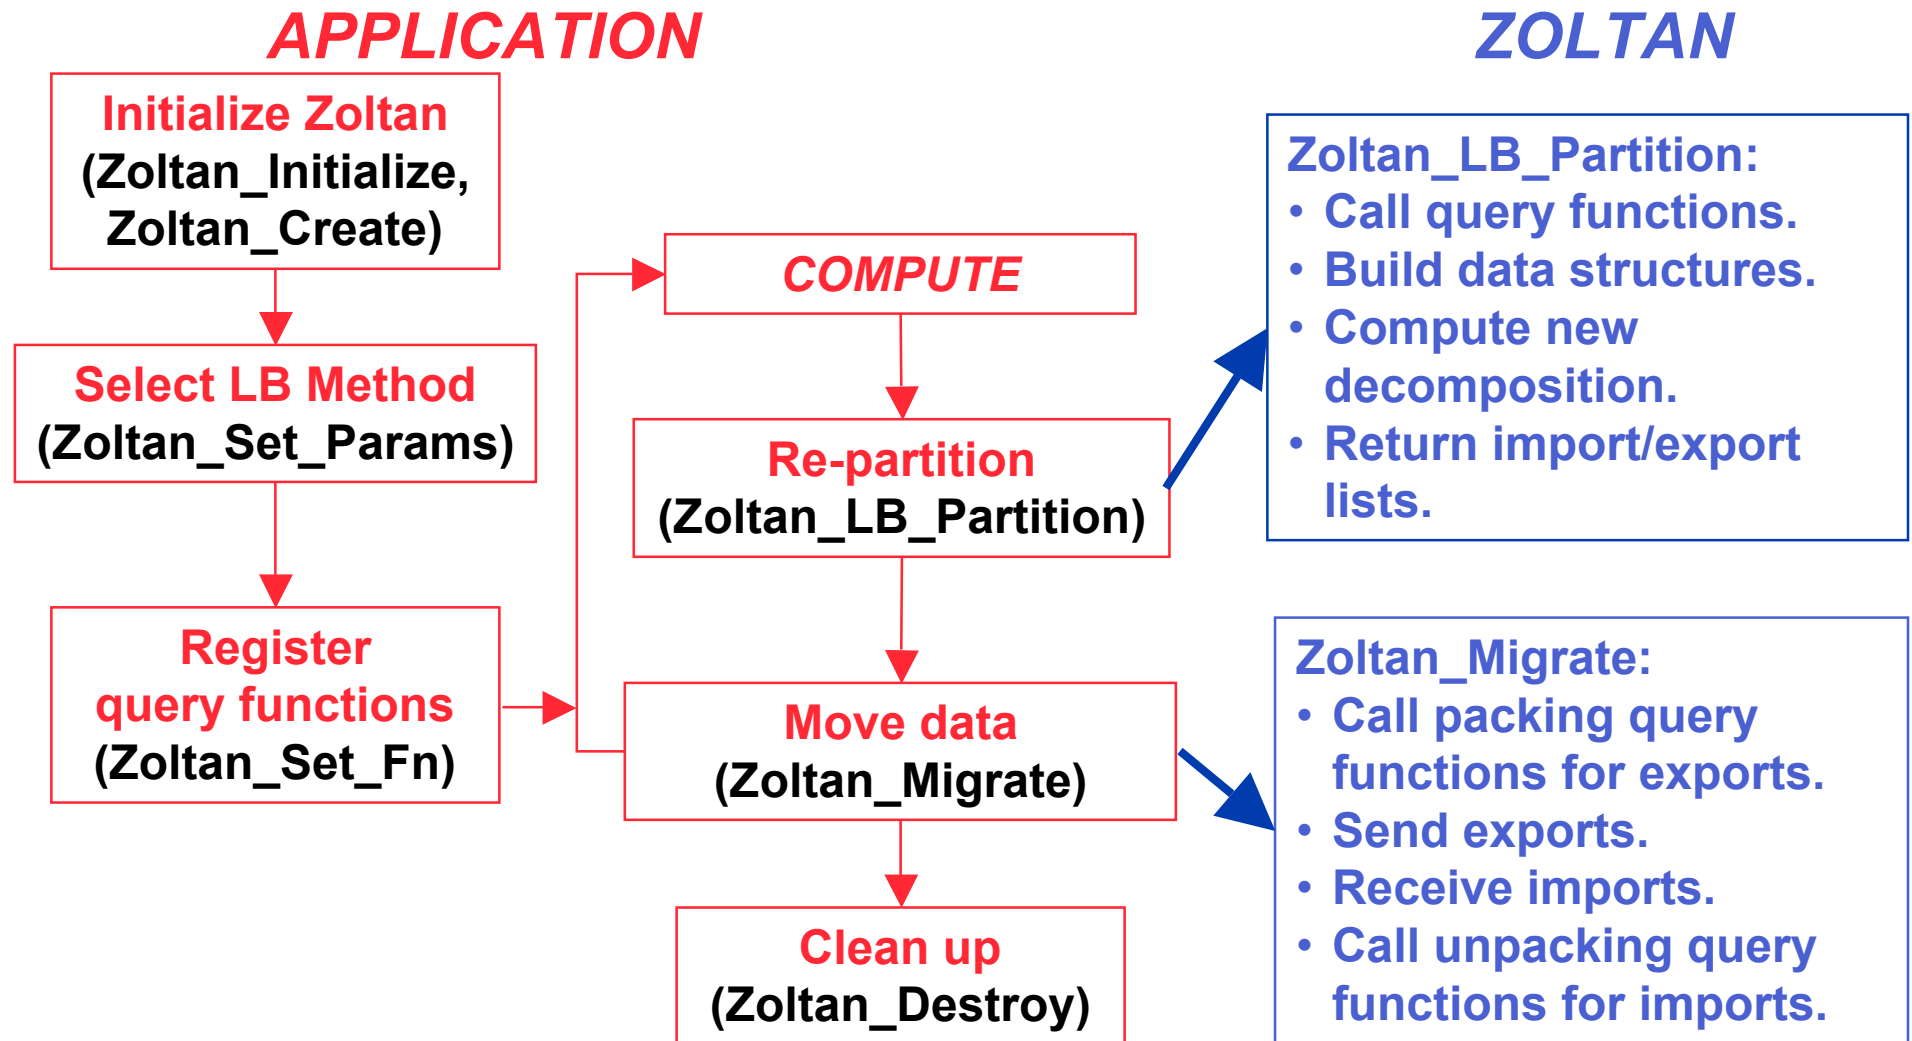 APPLICATION
ZOLTAN
Initialize Zoltan
(Zoltan_Initialize,
Zoltan_Create)
Select LB Method
(Zoltan_Set_Params)
Register
query functions
(Zoltan_Set_Fn)
COMPUTE
Re-partition
(Zoltan_LB_Partition)
Move data
(Zoltan_Migrate)
Clean up
(Zoltan_Destroy)
Zoltan_LB_Partition:
• Call query functions.
• Build data structures.
• Compute new
decomposition.
• Return import/export
lists.
Zoltan_Migrate:
• Call packing query
functions for exports.
• Send exports.
• Receive imports.
• Call unpacking query
functions for imports.